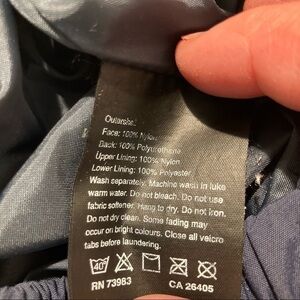 Outershell:
Face: 100% Nylon
Back: 100% Polyurethane
Upper Lining: 100% Nylon
Lower Lining: 100% Polyester
Wash separately. Machine wash in luke
warm water. Do not bleach. Do not use
fabric softener. Hang to dry. Do not iron.
Do not dry clean. Some fading may
occur on bright colours. Close all velcro
tabs before laundering.
40
RN 73983 CA 26405